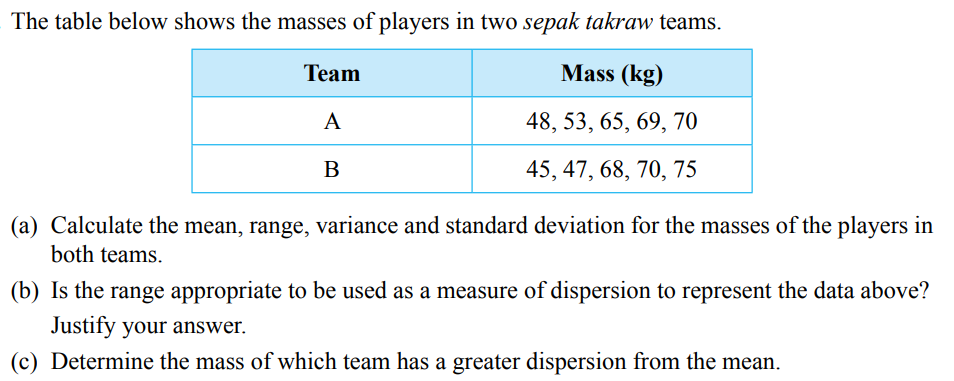 The table below shows the masses of players in two sepak takraw teams.
Team Mass (kg)
A 48, 53, 65, 69, 70
B 45, 47, 68, 70, 75
(a) Calculate the mean, range, variance and standard deviation for the masses of the players in
both teams.
(b) Is the range appropriate to be used as a measure of dispersion to represent the data above?
Justify your answer.
(c) Determine the mass of which team has a greater dispersion from the mean.